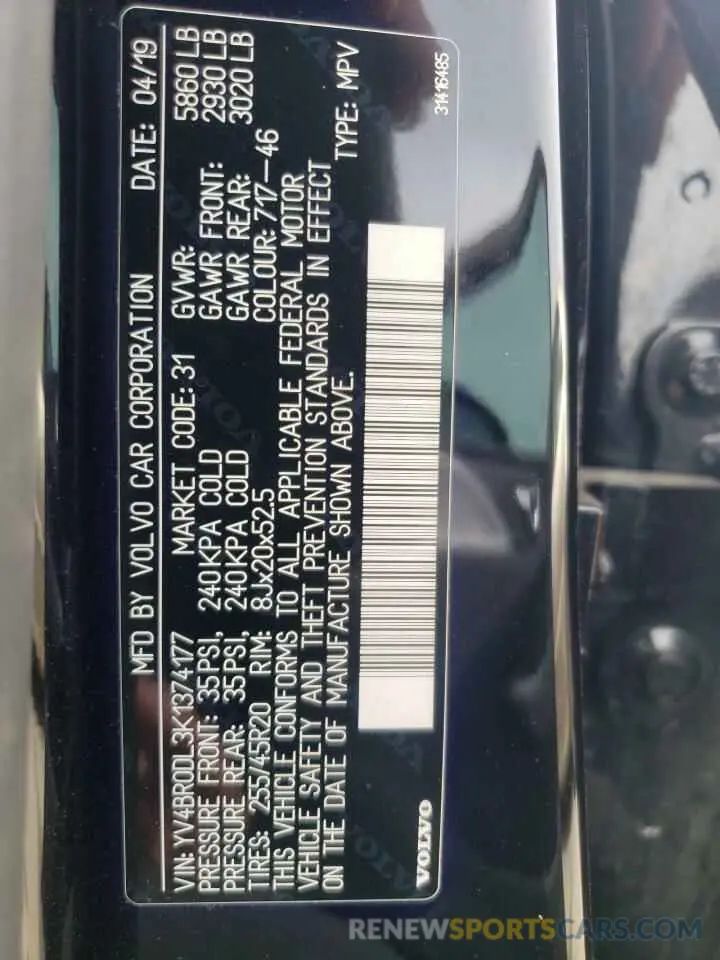 MFD BY VOLVO CAR CORPORATION DATE: 04/19
VIN: YV4BR0DL3K1374177 MARKET CODE: 31 GVWR: 5860 LB
PRESSURE FRONT: 35PSI, 240KPA COLD GAWR FRONT: 2930 LB
PRESSURE REAR: 35PSI, 240KPA COLD GAWR REAR: 3020 LB
TIRES: 255/45R20 RIM: 8Jx20x52.5 COLOUR: 717-46
THIS VEHICLE CONFORMS TO ALL APPLICABLE FEDERAL MOTOR
VEHICLE SAFETY AND THEFT PREVENTION STANDARDS IN EFFECT
ON THE DATE OF MANUFACTURE SHOWN ABOVE. TYPE: MPV
VOLVO 31416485
RENEWSPORTSCARS.COM